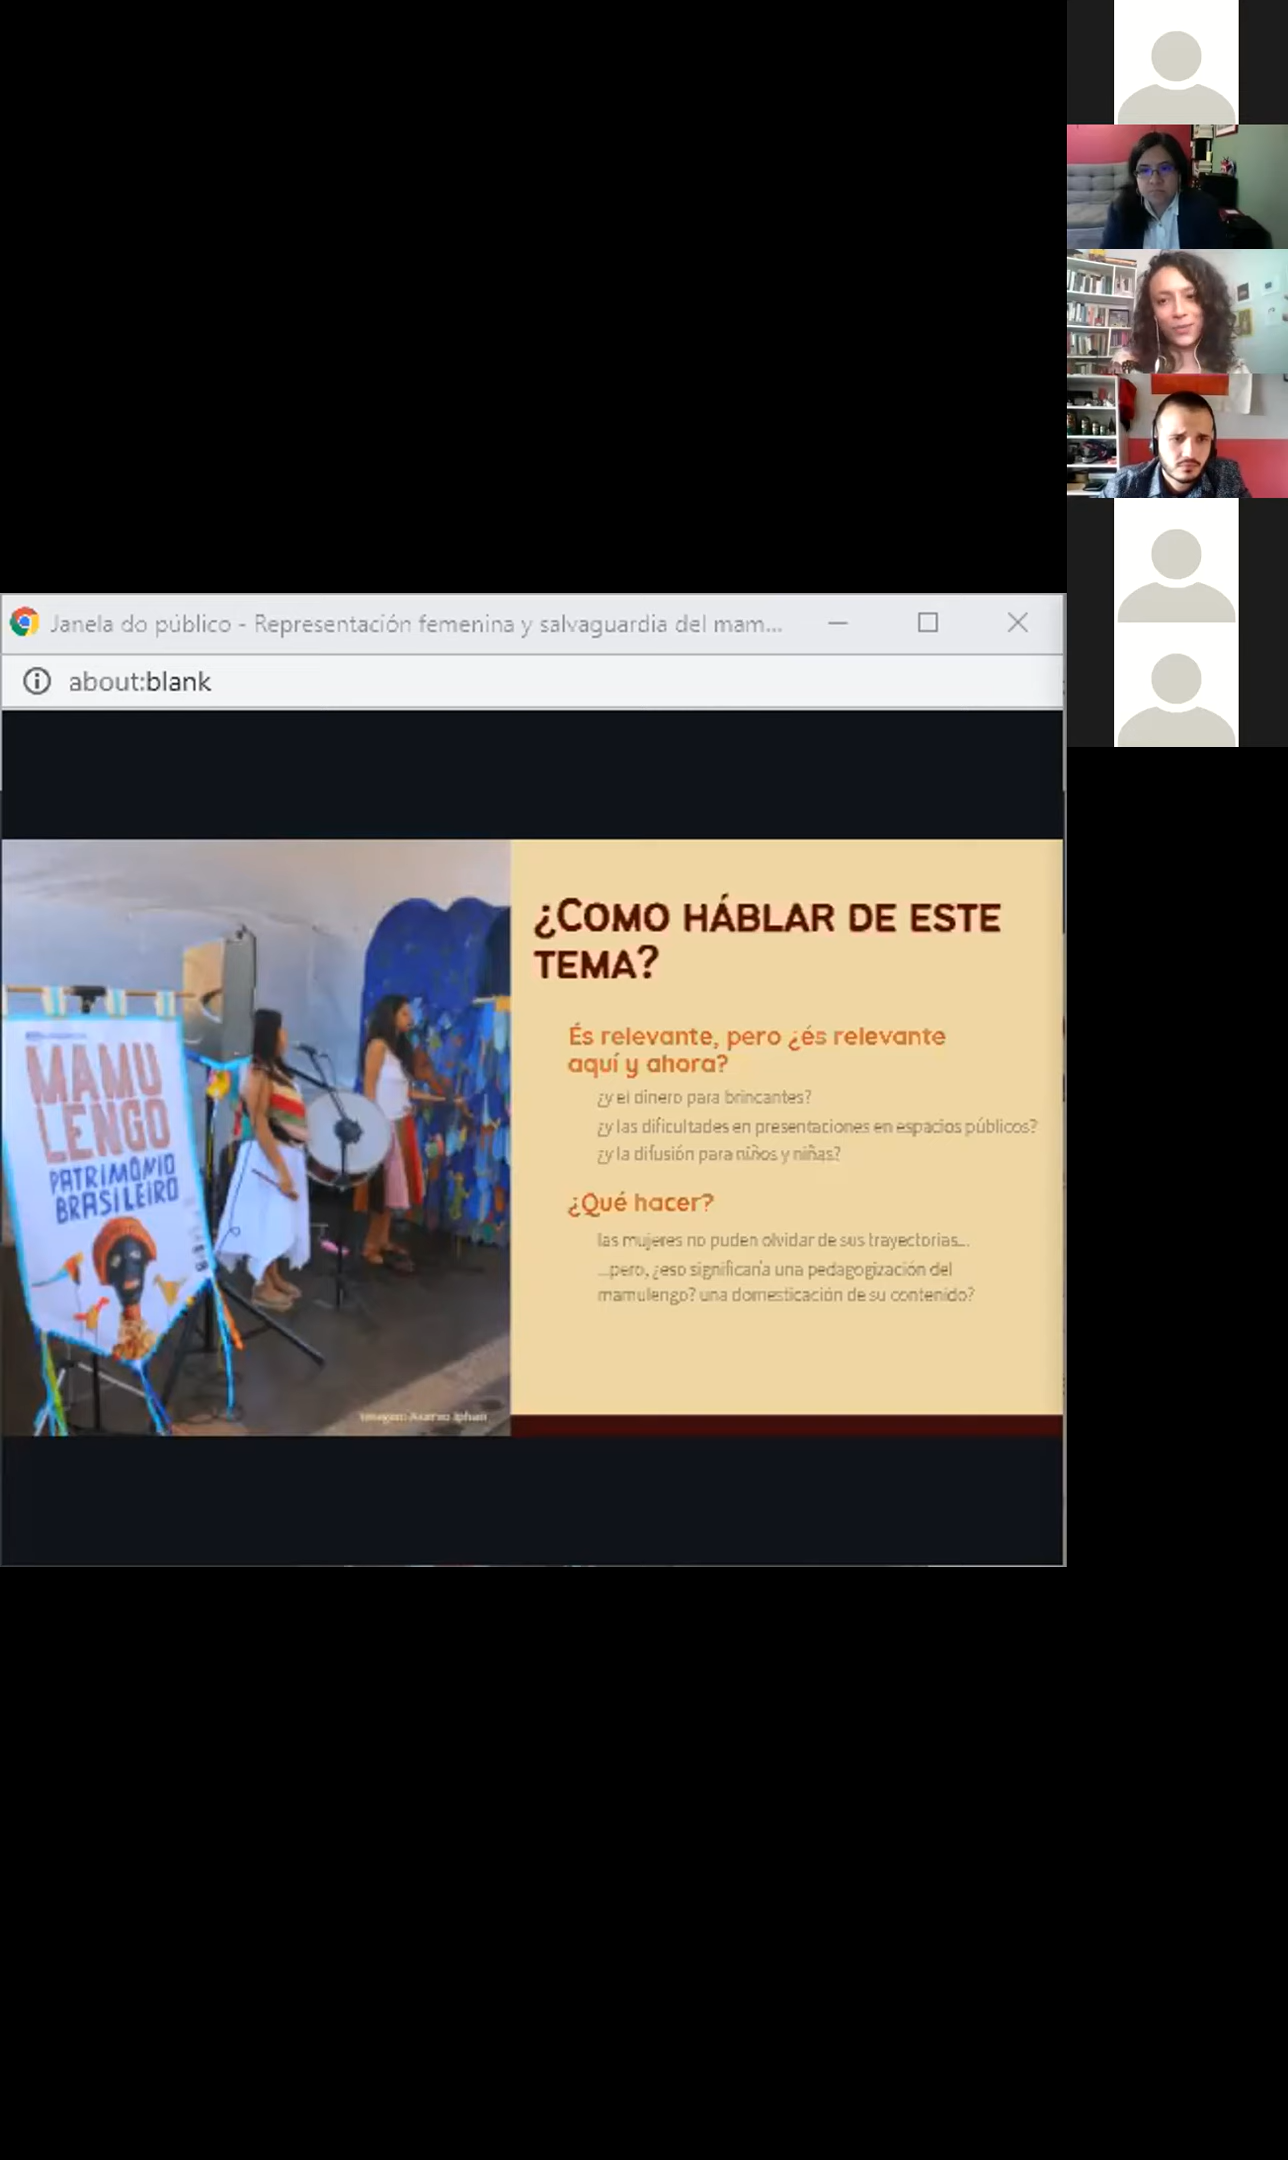 Janela do público - Representación femenina y salvaguardia del mam...
about:blank
MAMU
LENGO
PATRIMÔNIO
BRASILEIRO
¿COMO HÁBLAR DE ESTE
TEMA?
És relevante, pero ¿és relevante
aquí y ahora?
¿y el dinero para brincantes?
¿y las dificultades en presentaciones en espacios públicos?
¿y la difusión para niños y niñas?
¿Qué hacer?
las mujeres no puden olvidar de sus trayectorias...
...pero, ¿eso significaría una pedagogización del
mamulengo? una domesticación de su contenido?
Imagen: